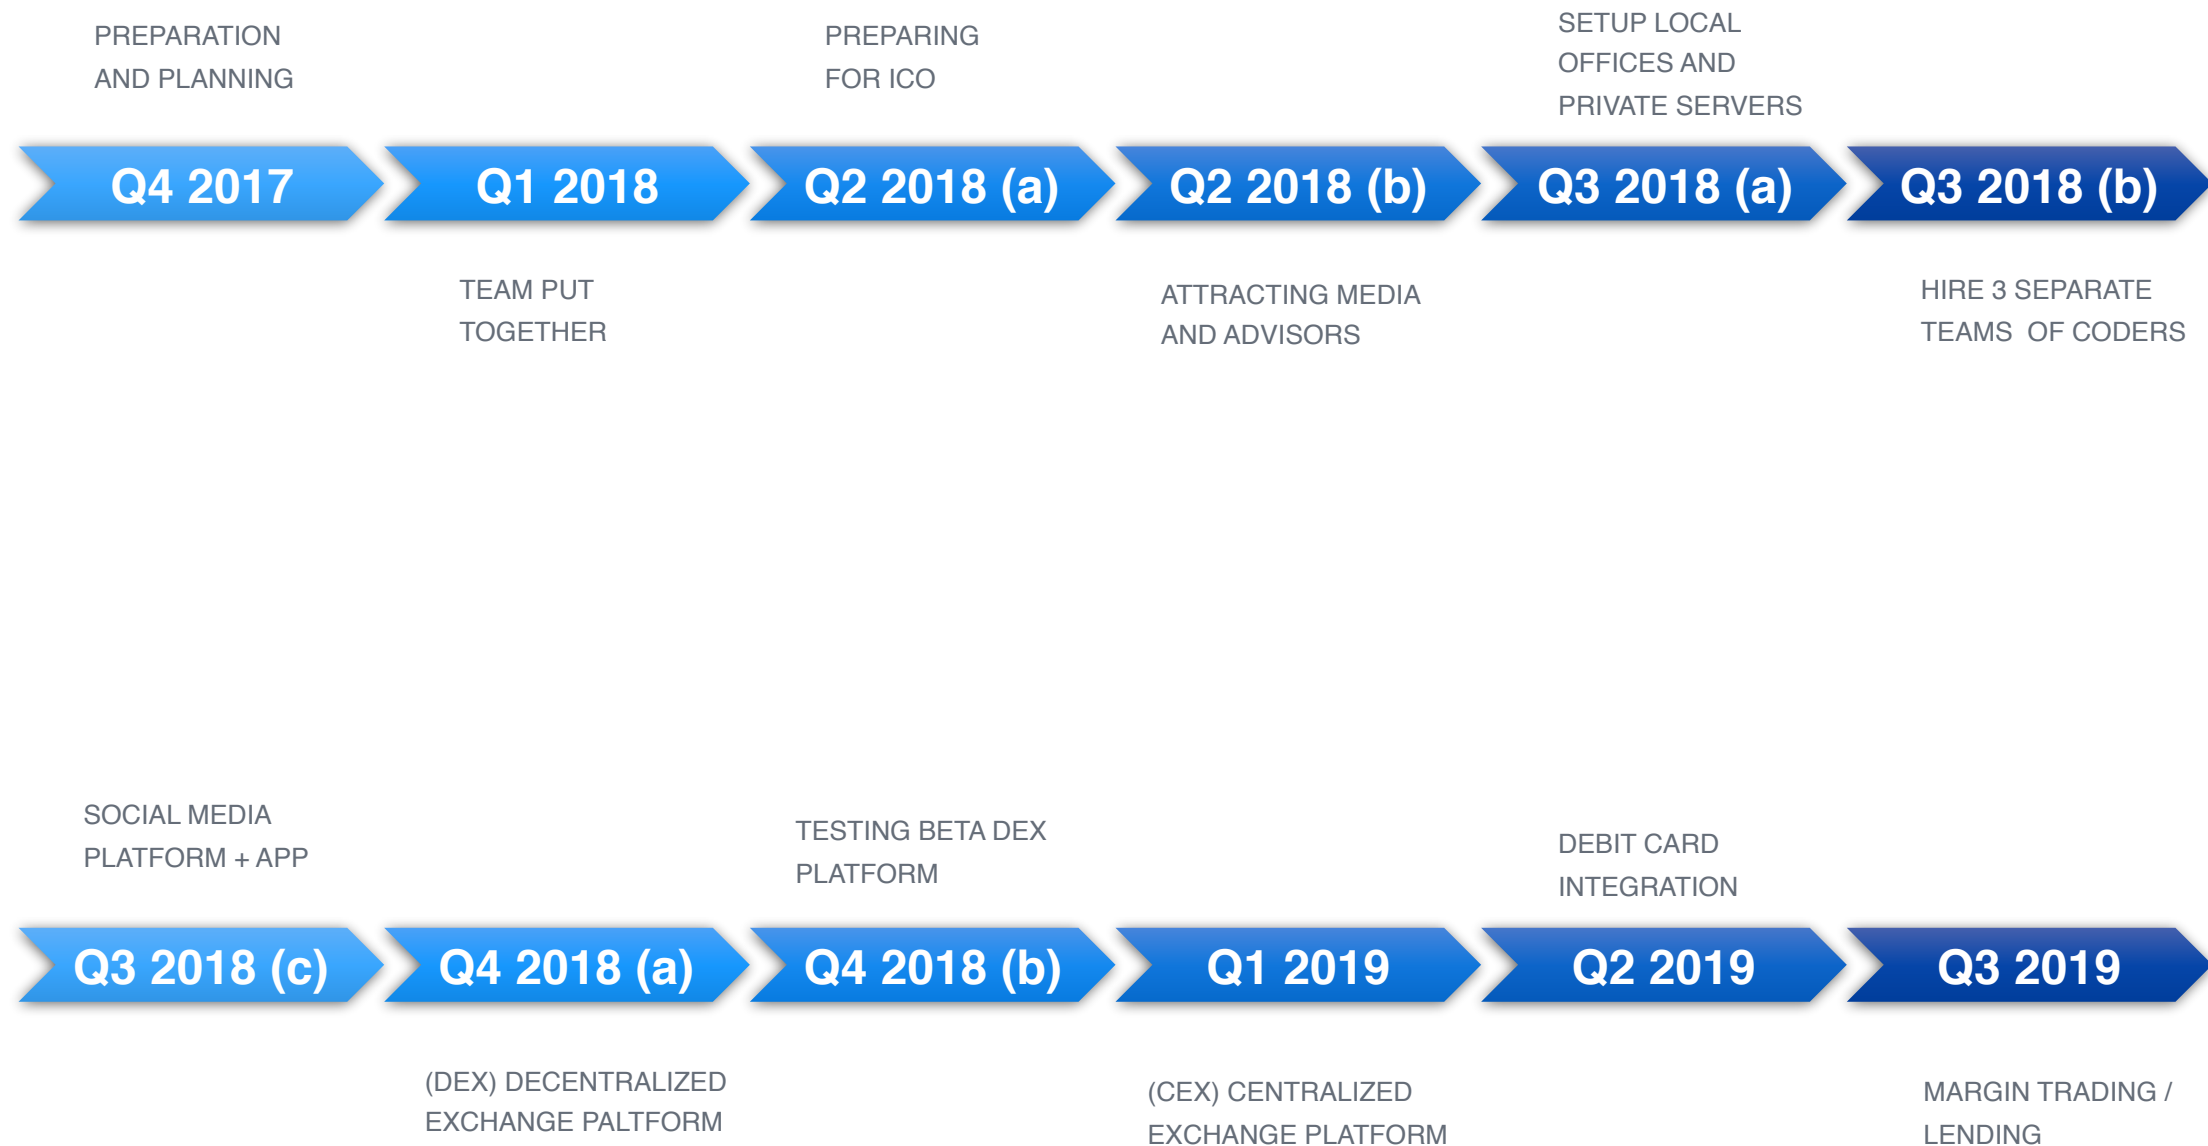 PREPARATION
AND PLANNING
PREPARING
FOR ICO
SETUP LOCAL
OFFICES AND
PRIVATE SERVERS
Q4 2017
Q1 2018
Q2 2018 (a)
Q2 2018 (b)
Q3 2018 (a)
Q3 2018 (b)
TEAM PUT
TOGETHER
ATTRACTING MEDIA
AND ADVISORS
HIRE 3 SEPARATE
TEAMS  OF CODERS
SOCIAL MEDIA
PLATFORM + APP
TESTING BETA DEX
PLATFORM
DEBIT CARD
INTEGRATION
Q3 2018 (c)
Q4 2018 (a)
Q4 2018 (b)
Q1 2019
Q2 2019
Q3 2019
(DEX) DECENTRALIZED
EXCHANGE PALTFORM
(CEX) CENTRALIZED
EXCHANGE PLATFORM
MARGIN TRADING /
LENDING